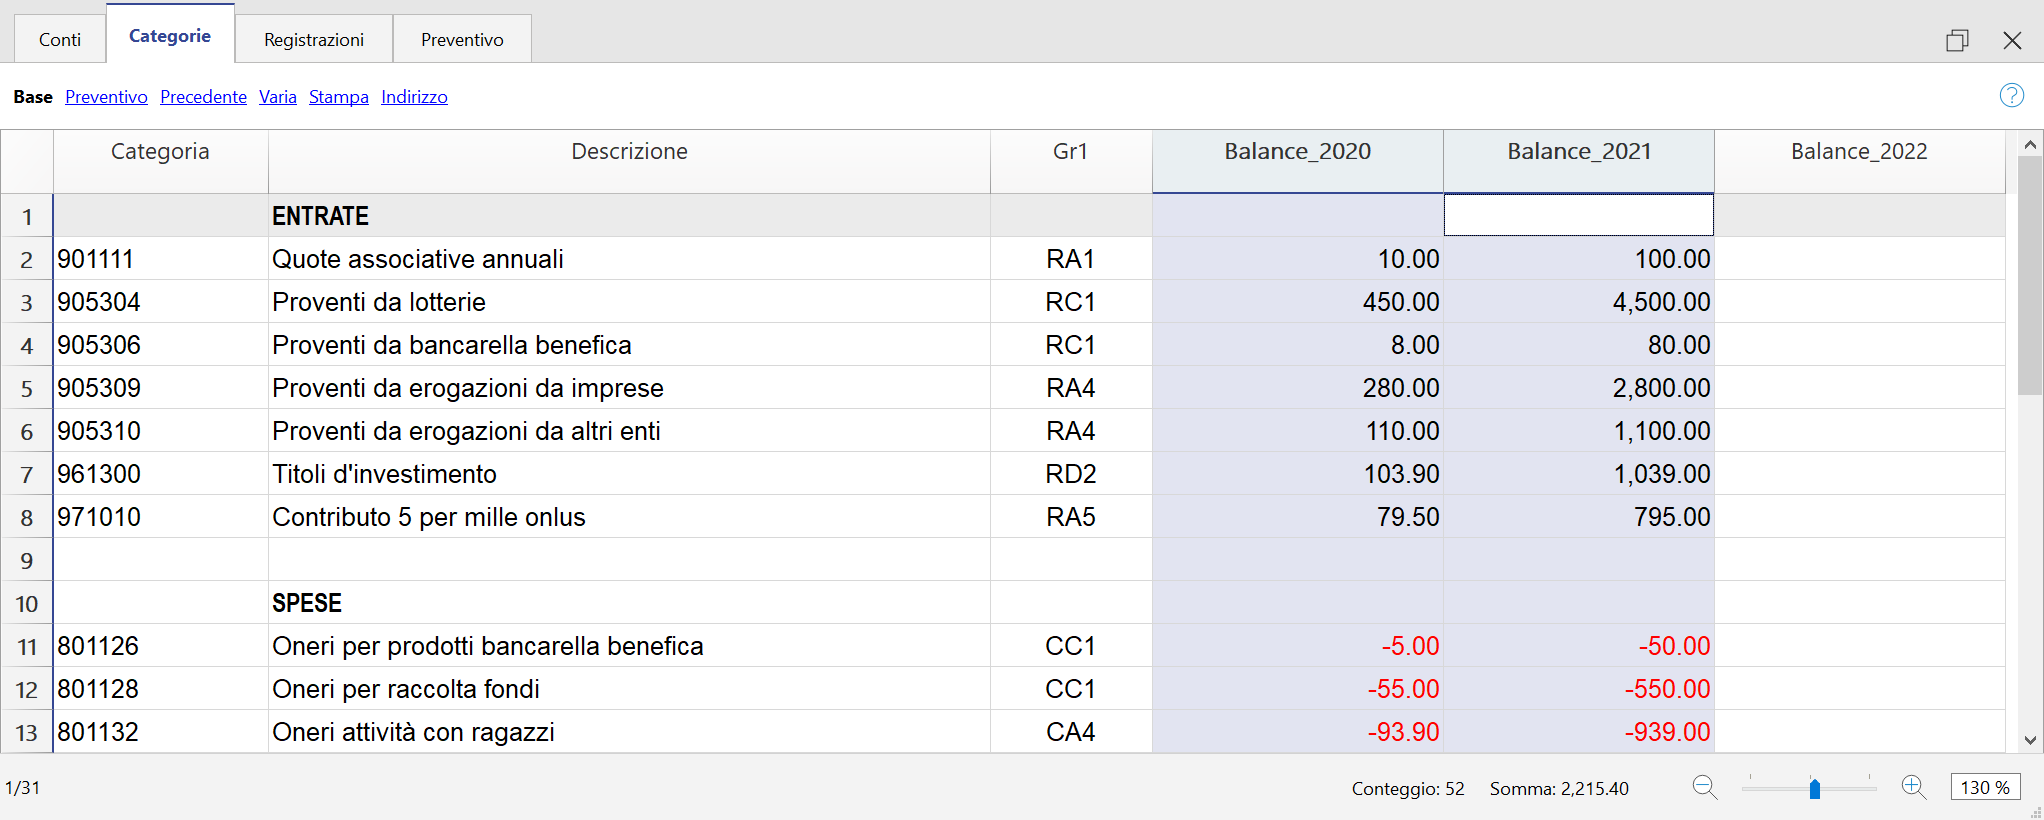 Conti Categorie Registrazioni Preventivo
Base Preventivo Precedente Varia Stampa Indirizzo ?
Categoria Descrizione Gr1 Balance_2020 Balance_2021 Balance_2022
1 ENTRATE
2 901111 Quote associative annuali RA1 10.00 100.00
3 905304 Proventi da lotterie RC1 450.00 4,500.00
4 905306 Proventi da bancarella benefica RC1 8.00 80.00
5 905309 Proventi da erogazioni da imprese RA4 280.00 2,800.00
6 905310 Proventi da erogazioni da altri enti RA4 110.00 1,100.00
7 961300 Titoli d'investimento RD2 103.90 1,039.00
8 971010 Contributo 5 per mille onlus RA5 79.50 795.00
9
10 SPESE
11 801126 Oneri per prodotti bancarella benefica CC1 -5.00 -50.00
12 801128 Oneri per raccolta fondi CC1 -55.00 -550.00
13 801132 Oneri attività con ragazzi CA4 -93.90 -939.00
1/31 Conteggio: 52 Somma: 2,215.40 130 %